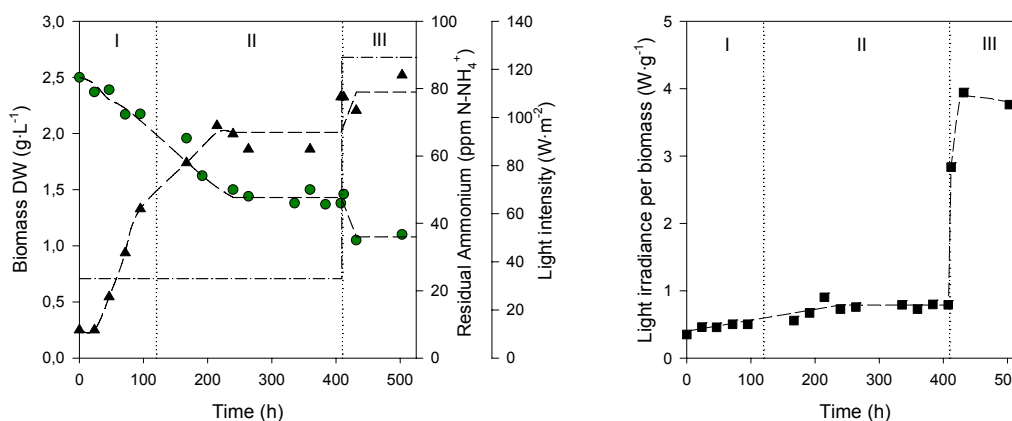 I II III
3,0
2,5
2,0
1,5
1,0
0,5
0,0
Biomass DW (g·L⁻¹)
0 100 200 300 400 500
Time (h)
100
80
60
40
20
0
Residual Ammonium (ppm N-NH₄⁺)
140
120
100
80
60
40
20
0
Light intensity (W·m⁻²)
I II III
5
4
3
2
1
0
Light irradiance per biomass (W·g⁻¹)
0 100 200 300 400 500
Time (h)